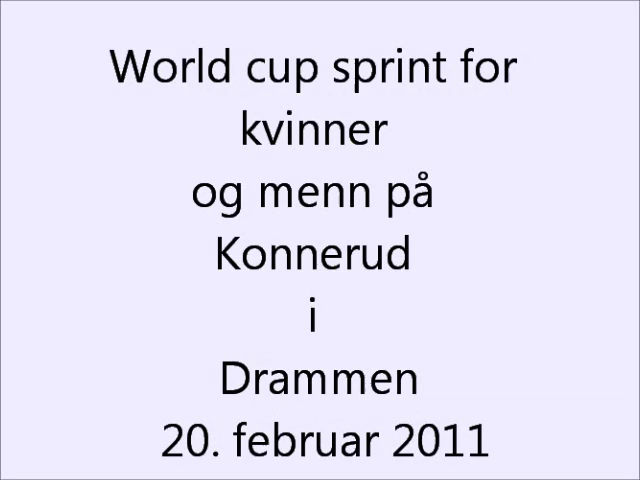 World cup sprint for
kvinner
og menn på
Konnerud
i
Drammen
20. februar 2011